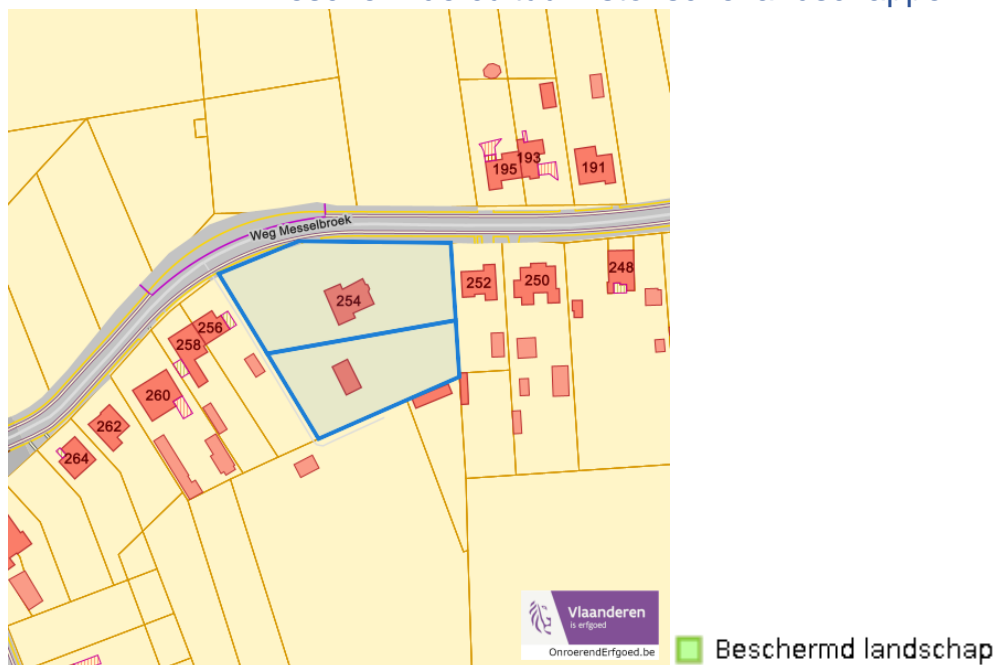 193
195
191
Weg Messelbroek
248
252
250
254
256
258
260
262
264
Vlaanderen
is erfgoed
OnroerendErfgoed.be
Beschermd landschap